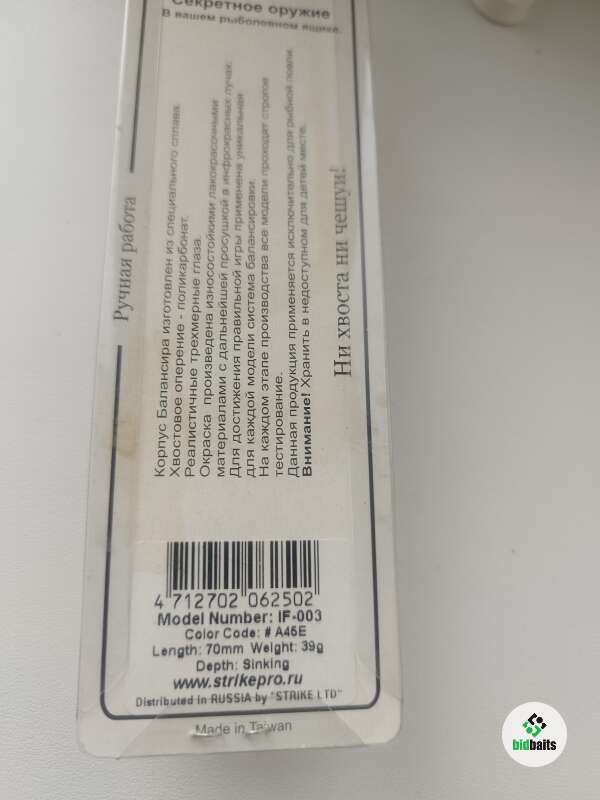 Секретное оружие
В вашем рыболовном ящике.
Ручная работа
Корпус Балансира изготовлен из специального сплава.
Хвостовое оперение - поликарбонат.
Реалистичные трехмерные глаза.
Окраска произведена износостойкими лакокрасочными
материалами с дальнейшей просушкой в инфрокрасных лучах.
Для достижения правильной игры применена уникальная
для каждой модели система балансировки.
На каждом этапе производства все модели проходят строгое
тестирование.
Данная продукция применяется исключительно для рыбной ловли.
Внимание! Хранить в недоступном для детей месте.
Ни хвоста ни чешуи!
4 712702 062502
Model Number: IF-003
Color Code: # A45E
Length: 70mm Weight: 39g
Depth: Sinking
www.strikepro.ru
Distributed in RUSSIA by "STRIKE LTD"
Made in Taiwan
bidbaits